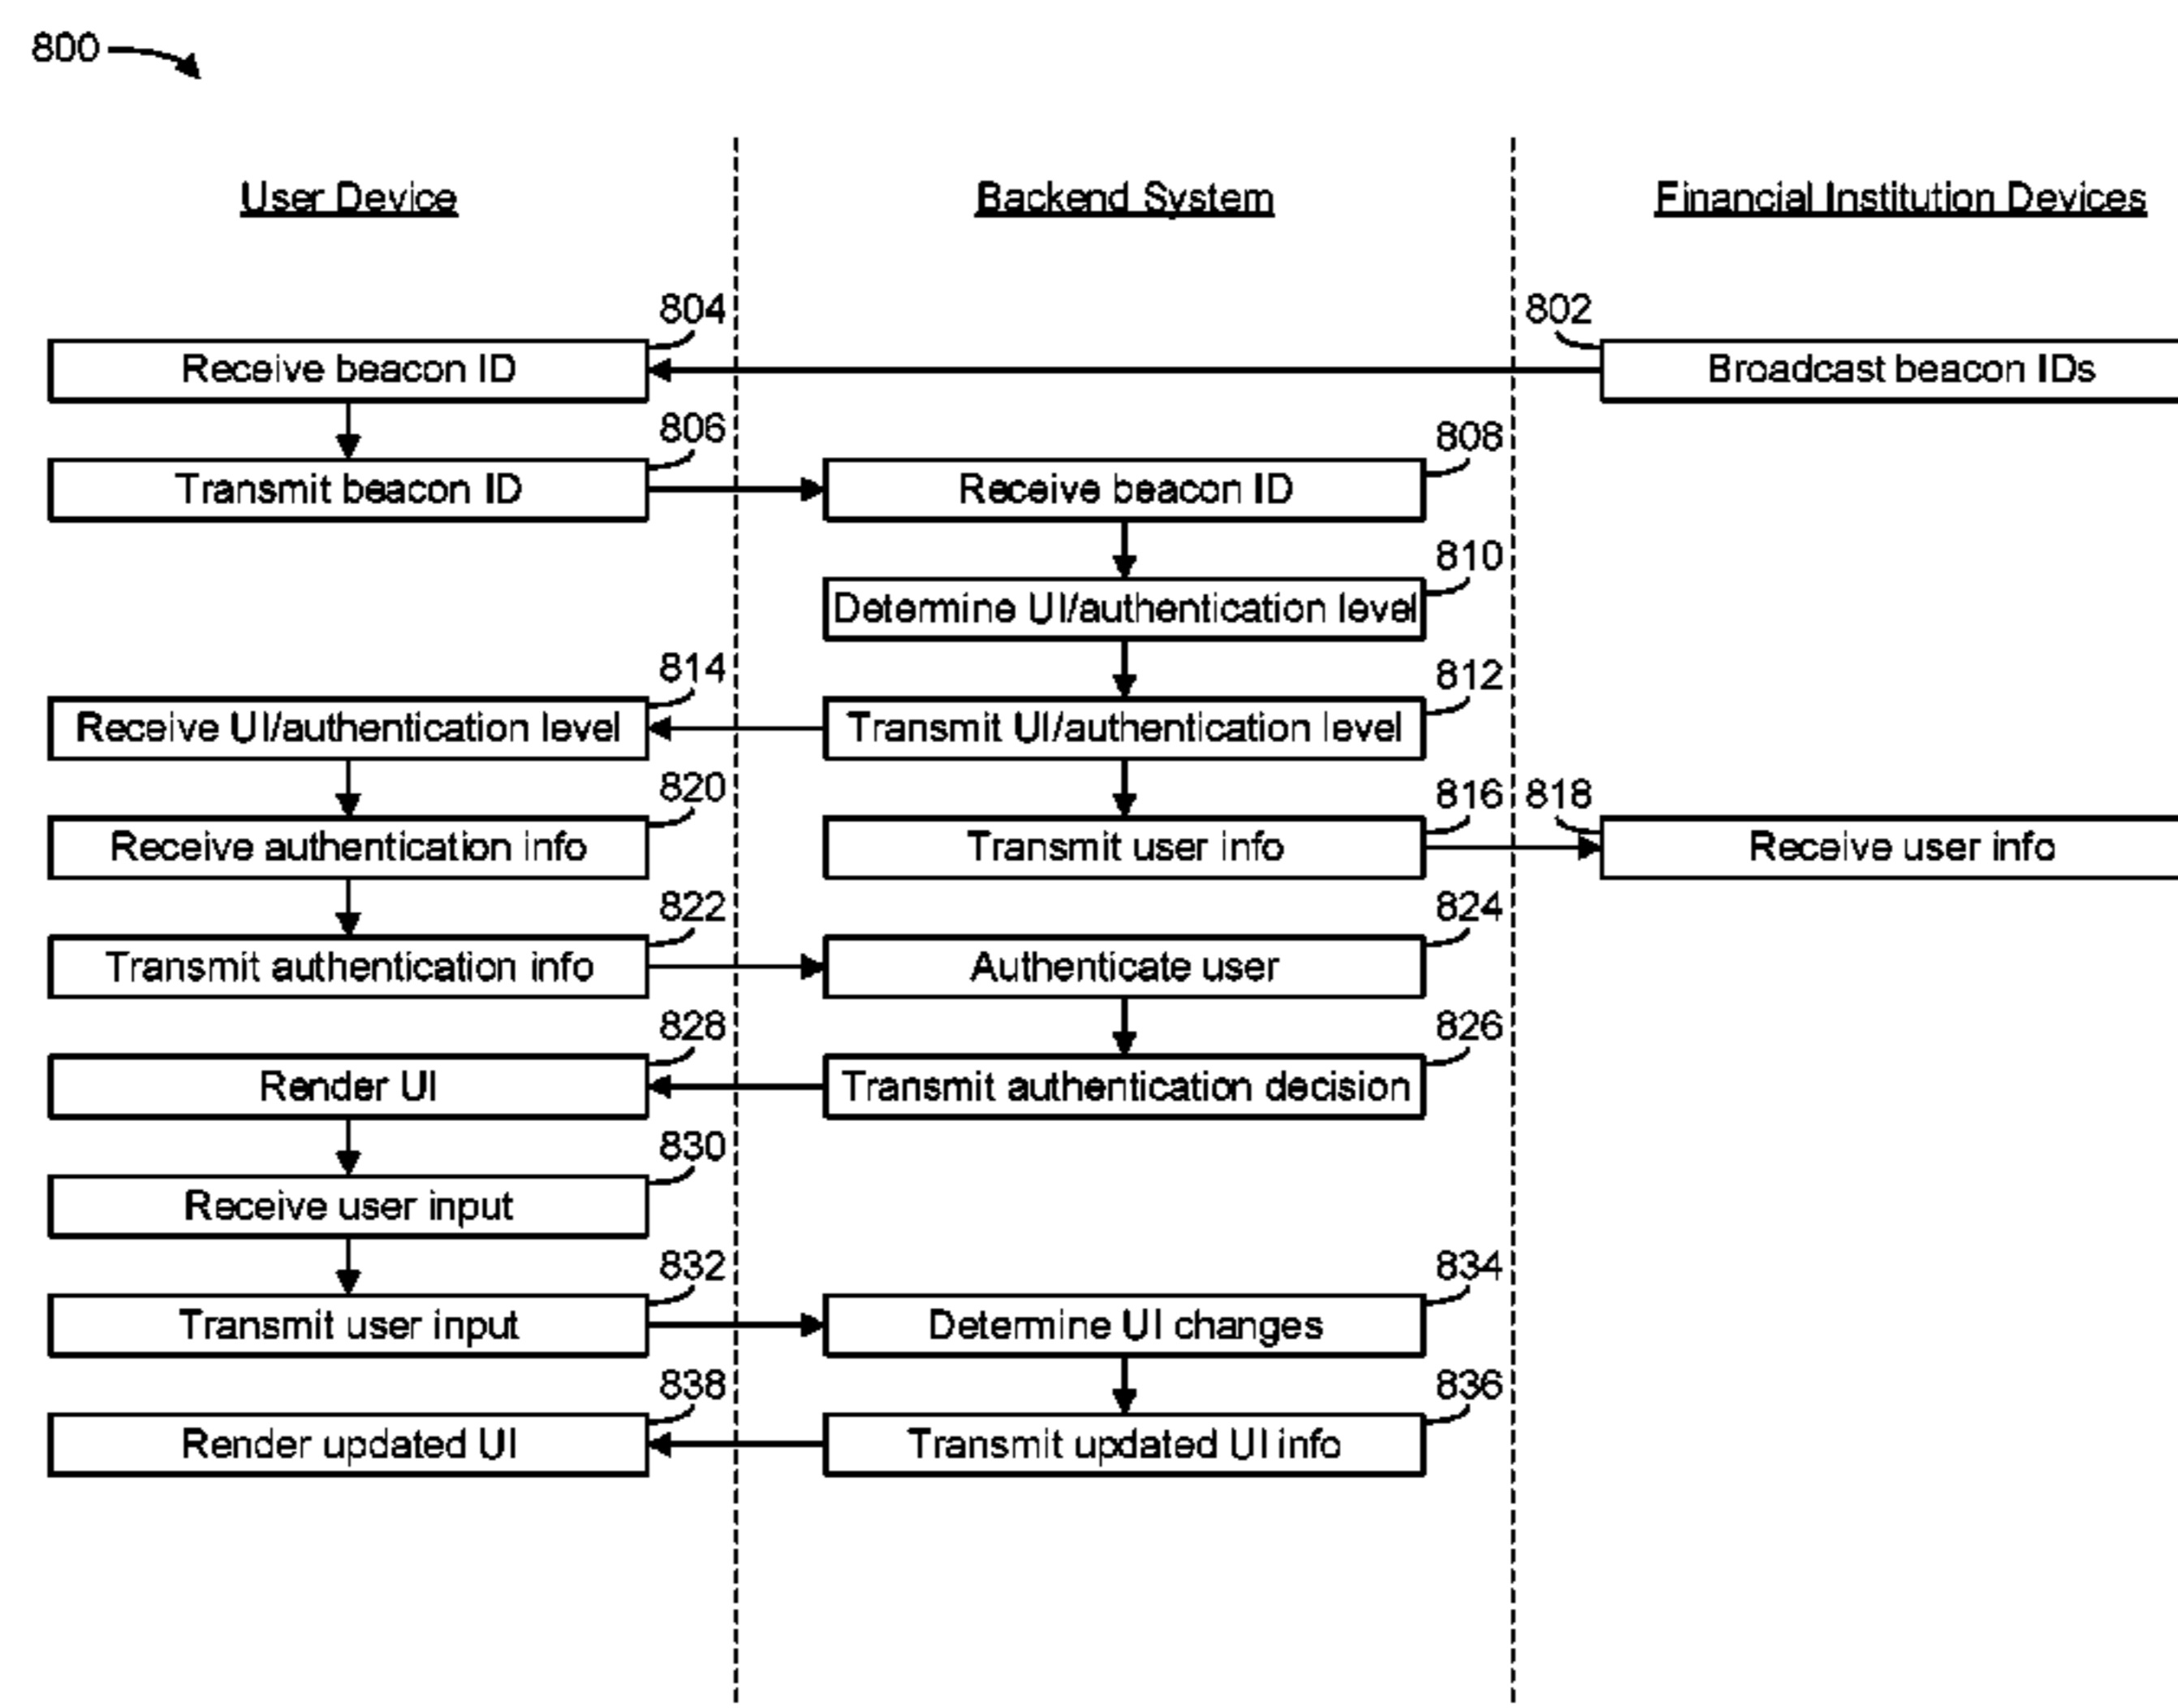 800
User Device
Backend System
Financial Institution Devices
804
802
Receive beacon ID
Broadcast beacon IDs
806
808
Transmit beacon ID
Receive beacon ID
810
Determine UI/authentication level
814
812
Receive UI/authentication level
Transmit UI/authentication level
820
816
818
Receive authentication info
Transmit user info
Receive user info
822
824
Transmit authentication info
Authenticate user
828
826
Render UI
Transmit authentication decision
830
Receive user input
832
834
Transmit user input
Determine UI changes
838
836
Render updated UI
Transmit updated UI info